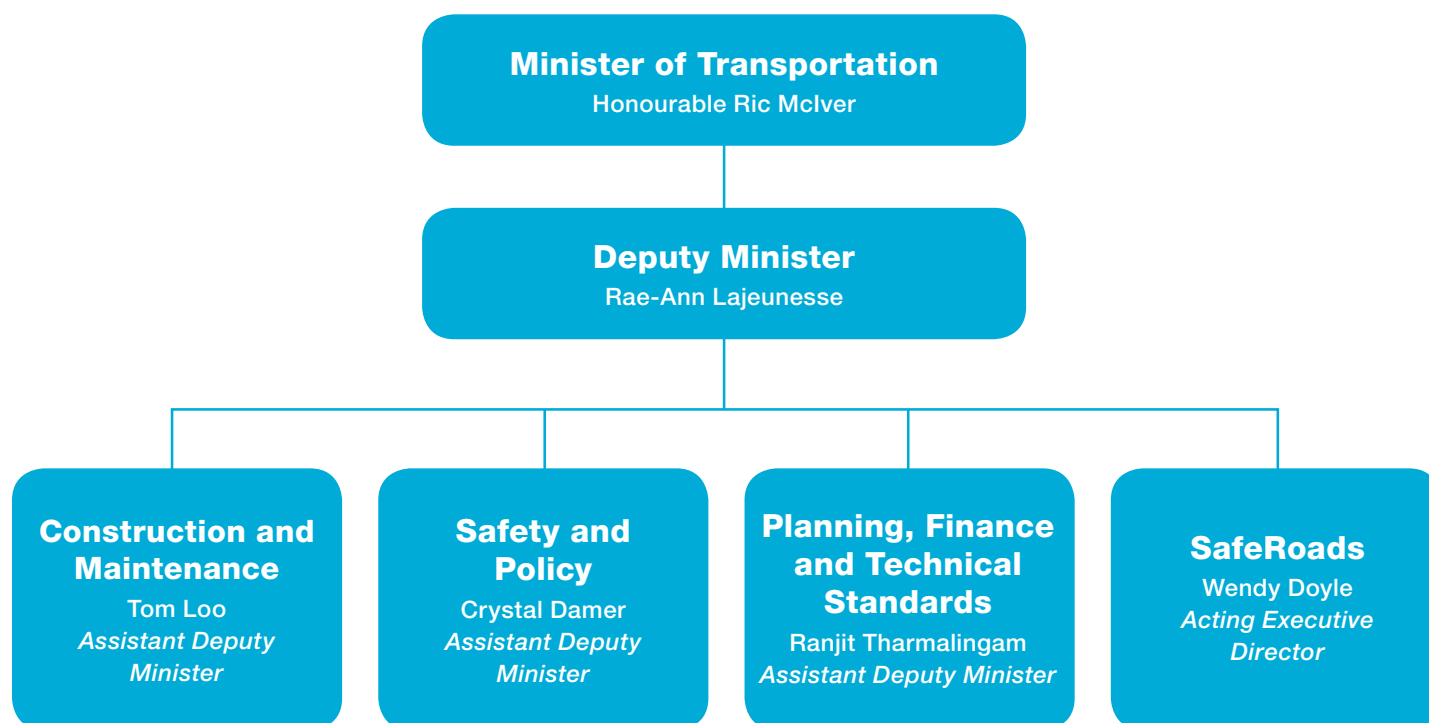 Minister of Transportation
Honourable Ric McIver
Deputy Minister
Rae-Ann Lajeunesse
Construction and
Maintenance
Tom Loo
Assistant Deputy
Minister
Safety and
Policy
Crystal Damer
Assistant Deputy
Minister
Planning, Finance
and Technical
Standards
Ranjit Tharmalingam
Assistant Deputy Minister
SafeRoads
Wendy Doyle
Acting Executive
Director